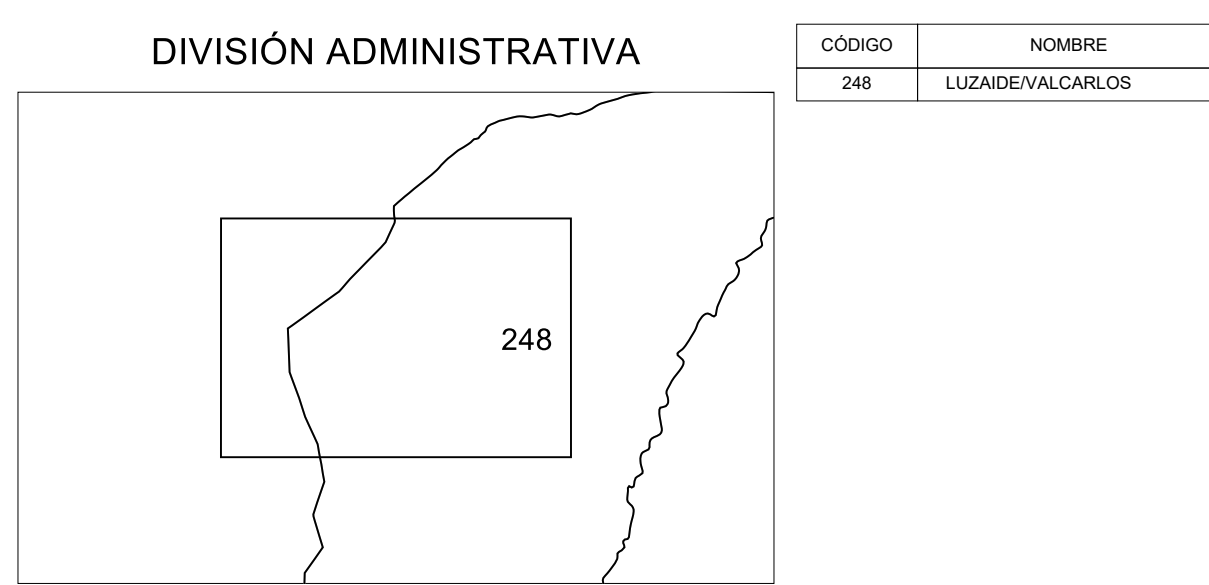 DIVISIÓN ADMINISTRATIVA
CÓDIGO NOMBRE
248 LUZAIDE/VALCARLOS
248